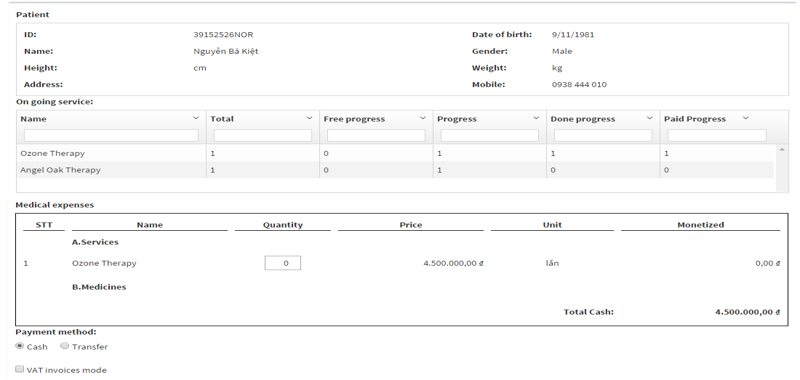 Patient
ID: 39152526NOR Date of birth: 9/11/1981
Name: Nguyễn Bá Kiệt Gender: Male
Height: cm Weight: kg
Address: Mobile: 0938 444 010
On going service:
Name Total Free progress Progress Done progress Paid Progress
Ozone Therapy 1 0 1 1 1
Angel Oak Therapy 1 0 1 0 0
Medical expenses
STT Name Quantity Price Unit Monetized
A.Services
1 Ozone Therapy 0 4.500.000,00 ₫ lần 0,00 ₫
B.Medicines
Total Cash: 4.500.000,00 ₫
Payment method:
Cash Transfer
VAT invoices mode